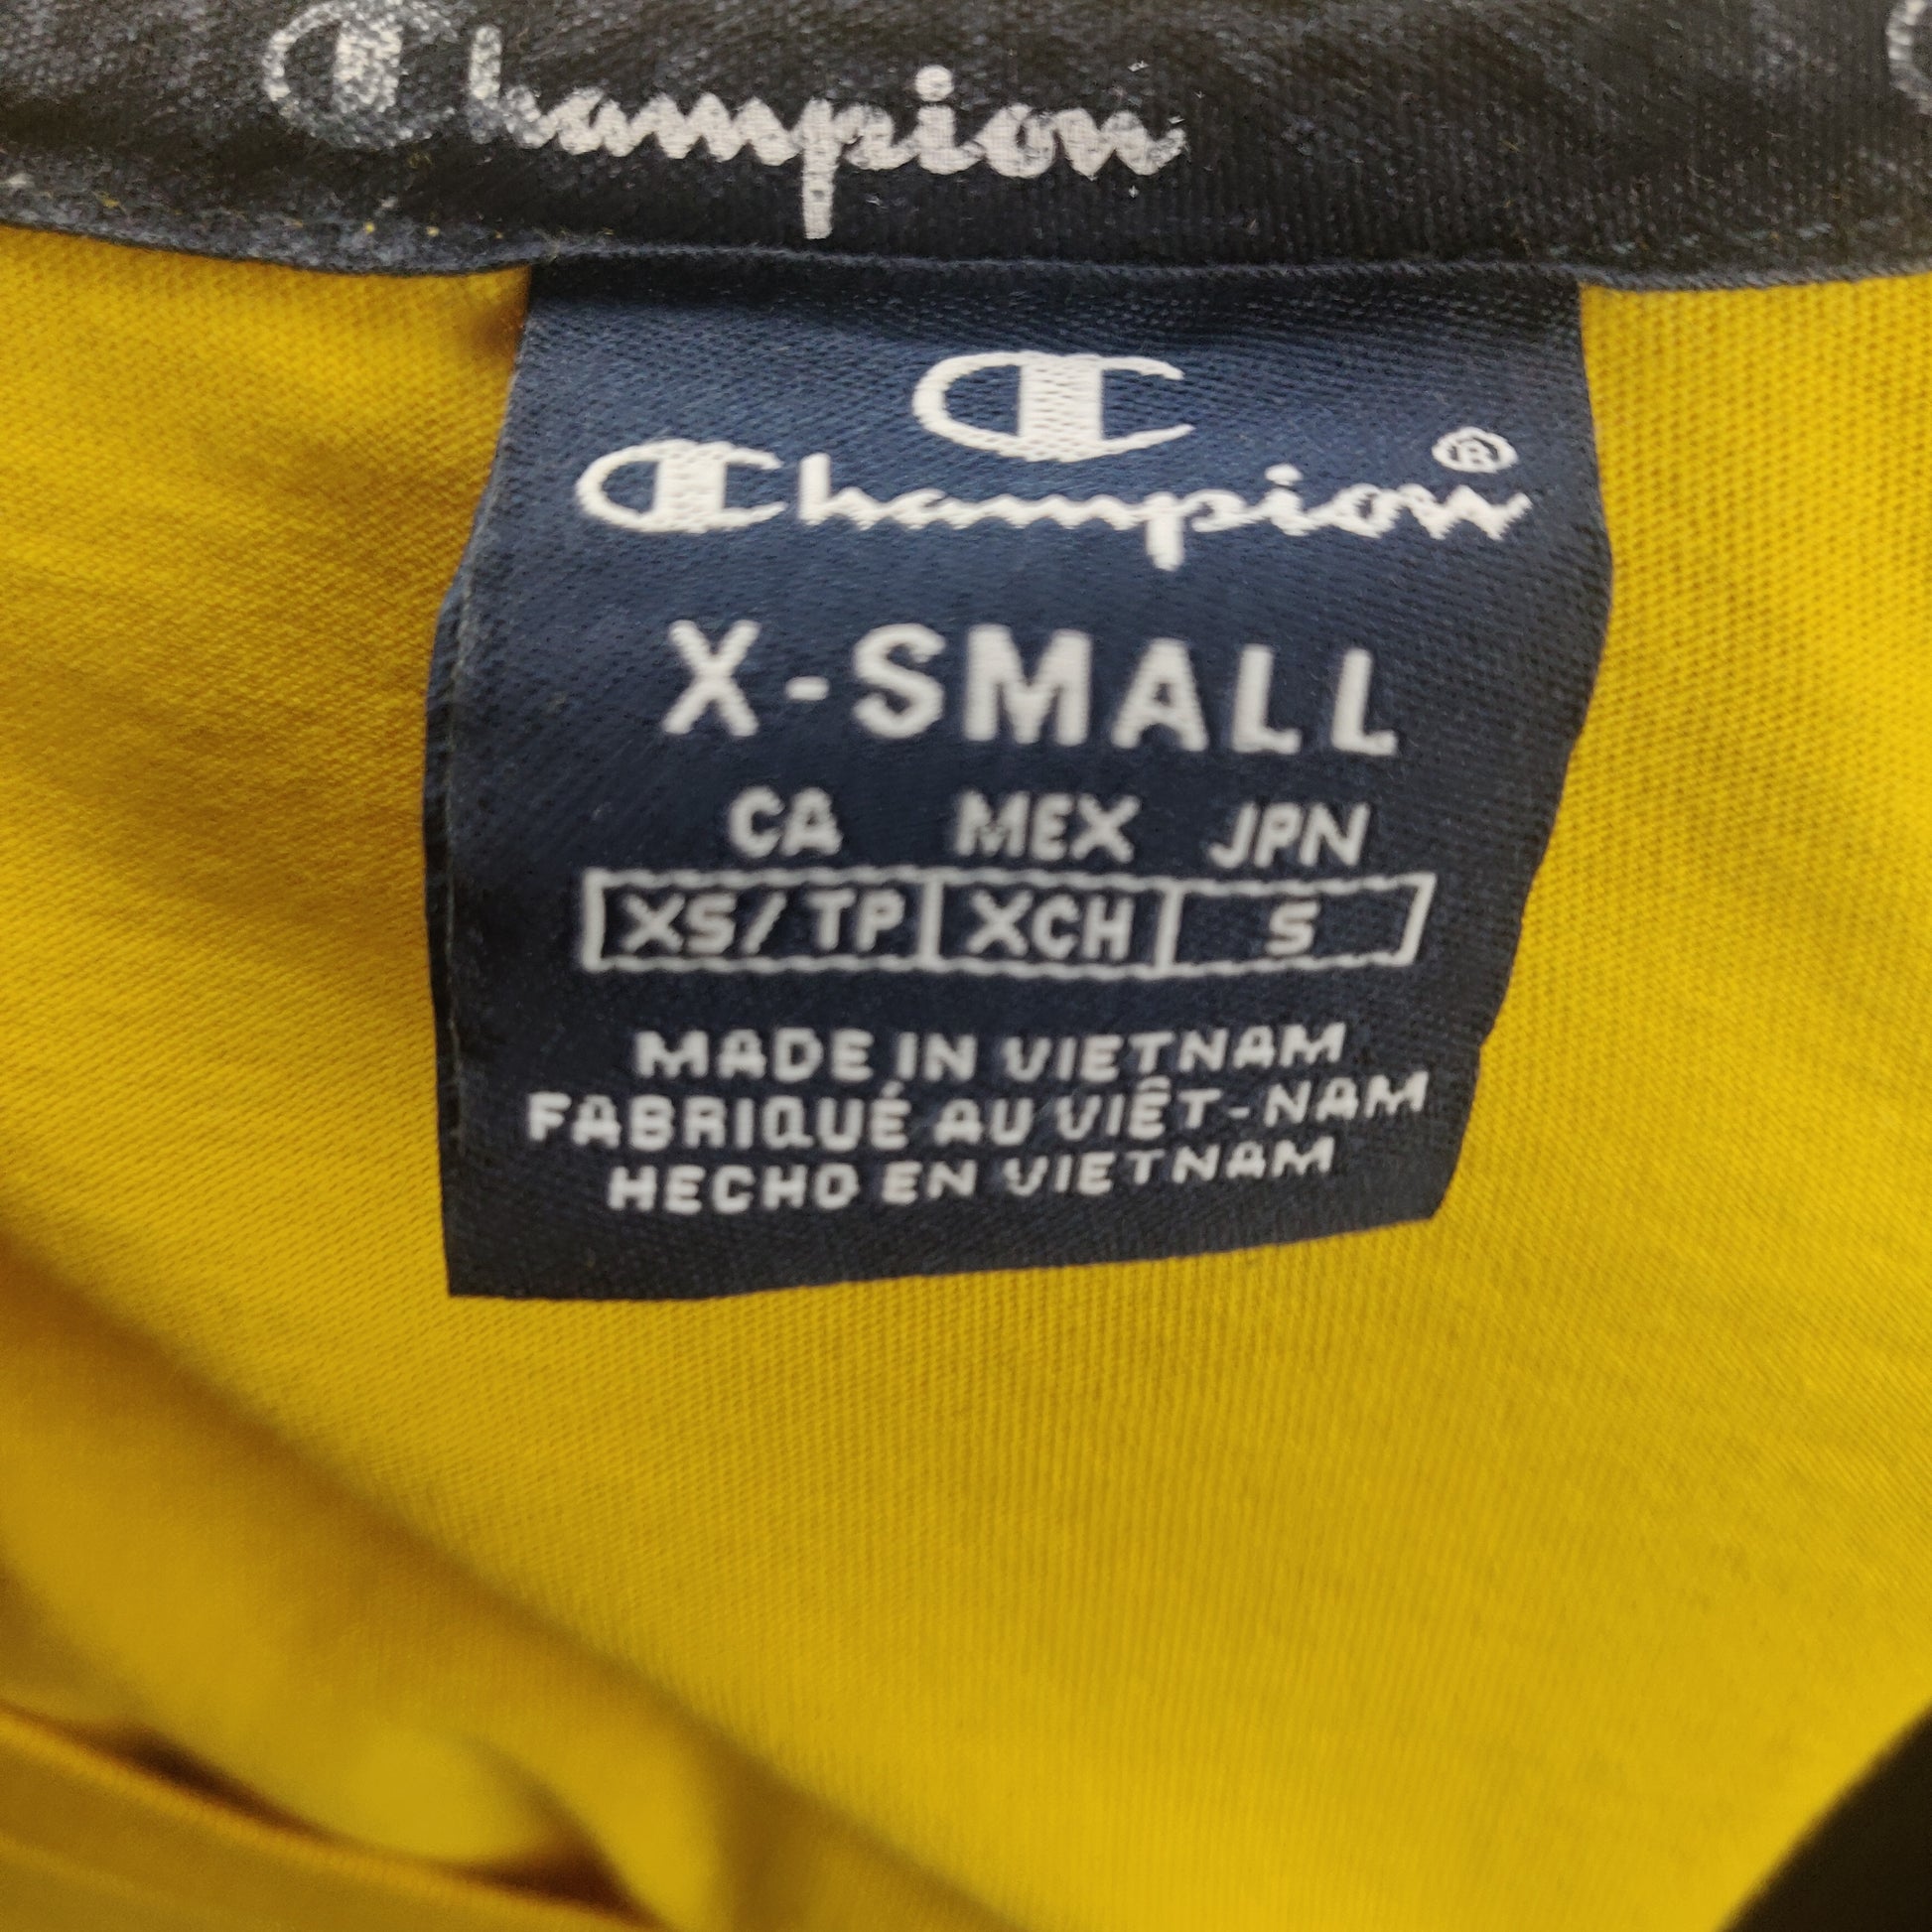 Champion
C
Champion®
X-SMALL
CA MEX JPN
XS/TP XCH S
MADE IN VIETNAM
FABRIQUÉ AU VIÊT-NAM
HECHO EN VIETNAM